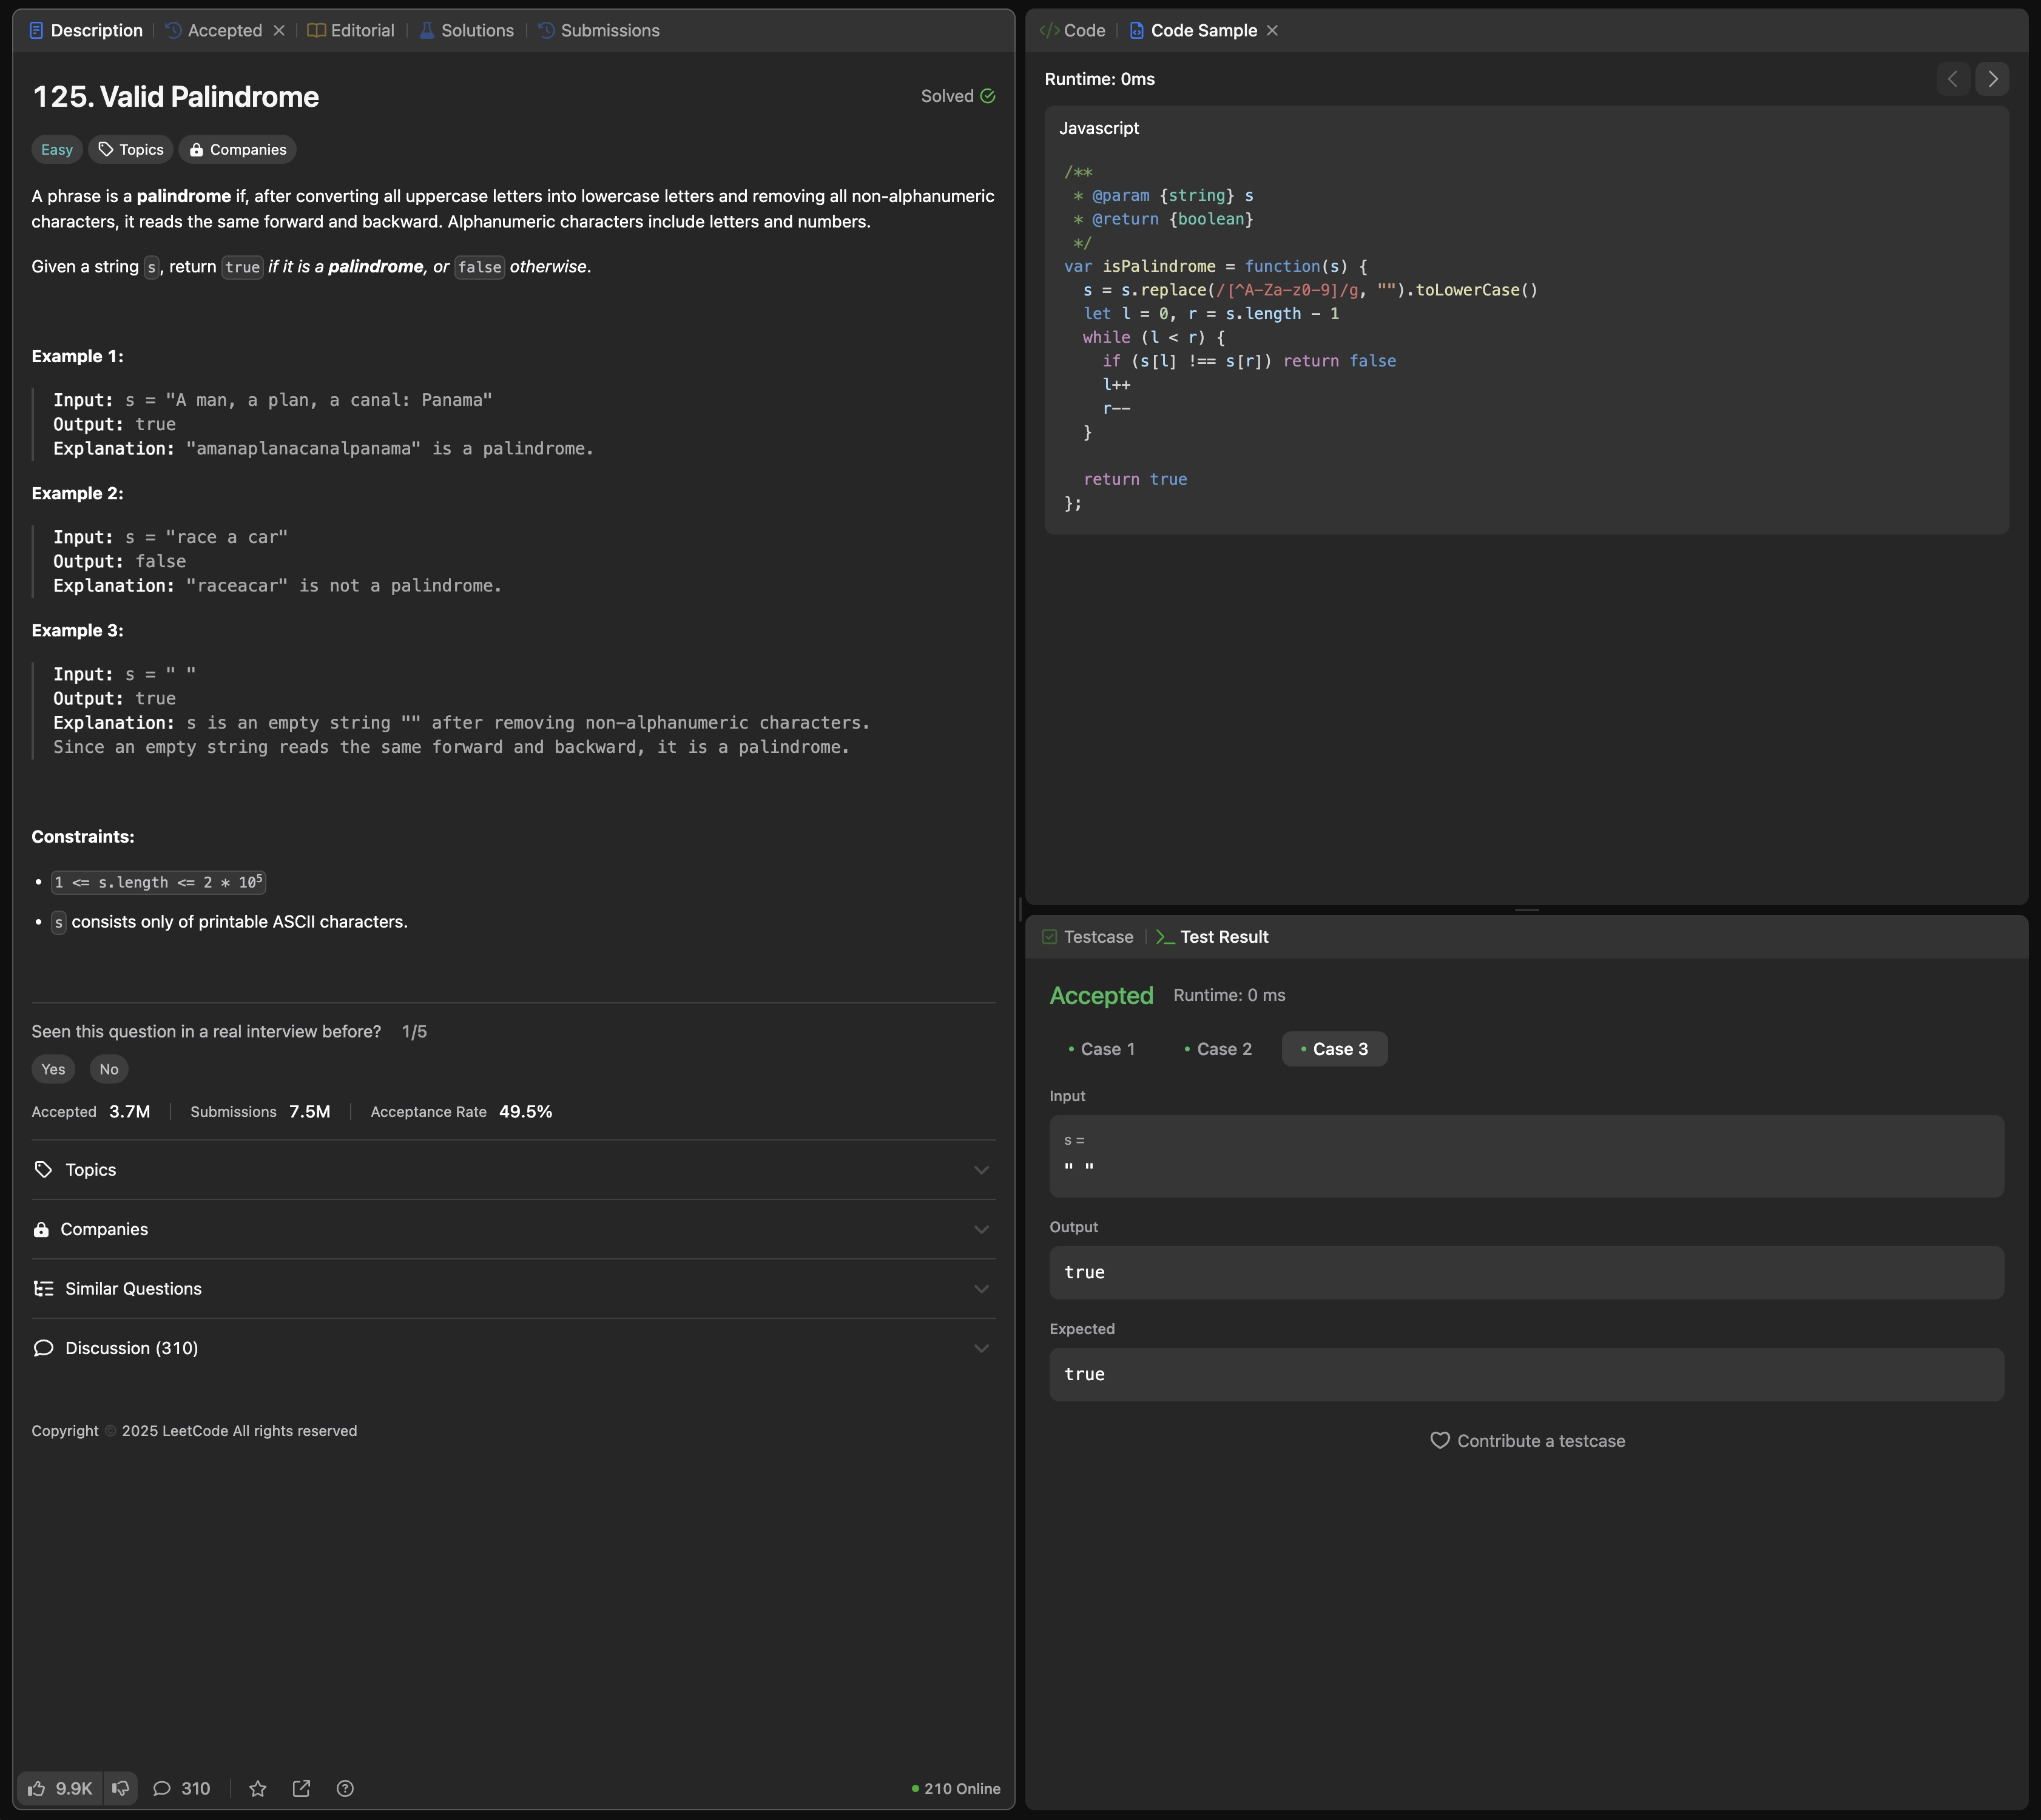 Description
Accepted
Editorial
Solutions
Submissions
125. Valid Palindrome
Solved
Easy
Topics
Companies
A phrase is a palindrome if, after converting all uppercase letters into lowercase letters and removing all non-alphanumeric
characters, it reads the same forward and backward. Alphanumeric characters include letters and numbers.
Given a string s, return true if it is a palindrome, or false otherwise.
Example 1:
Input: s = "A man, a plan, a canal: Panama"
Output: true
Explanation: "amanaplanacanalpanama" is a palindrome.
Example 2:
Input: s = "race a car"
Output: false
Explanation: "raceacar" is not a palindrome.
Example 3:
Input: s = " "
Output: true
Explanation: s is an empty string "" after removing non-alphanumeric characters.
Since an empty string reads the same forward and backward, it is a palindrome.
Constraints:
• 1 <= s.length <= 2 * 10⁵
• s consists only of printable ASCII characters.
Seen this question in a real interview before? 1/5
Yes
No
Accepted 3.7M
Submissions 7.5M
Acceptance Rate 49.5%
Topics
Companies
Similar Questions
Discussion (310)
Copyright © 2025 LeetCode All rights reserved
9.9K
310
210 Online
Code
Code Sample
Runtime: 0ms
Javascript
/**
 * @param {string} s
 * @return {boolean}
 */
var isPalindrome = function(s) {
  s = s.replace(/[^A-Za-z0-9]/g, "").toLowerCase()
  let l = 0, r = s.length - 1
  while (l < r) {
    if (s[l] !== s[r]) return false
    l++
    r--
  }
  return true
};
Testcase
Test Result
Accepted
Runtime: 0 ms
• Case 1
• Case 2
• Case 3
Input
s =
" "
Output
true
Expected
true
Contribute a testcase